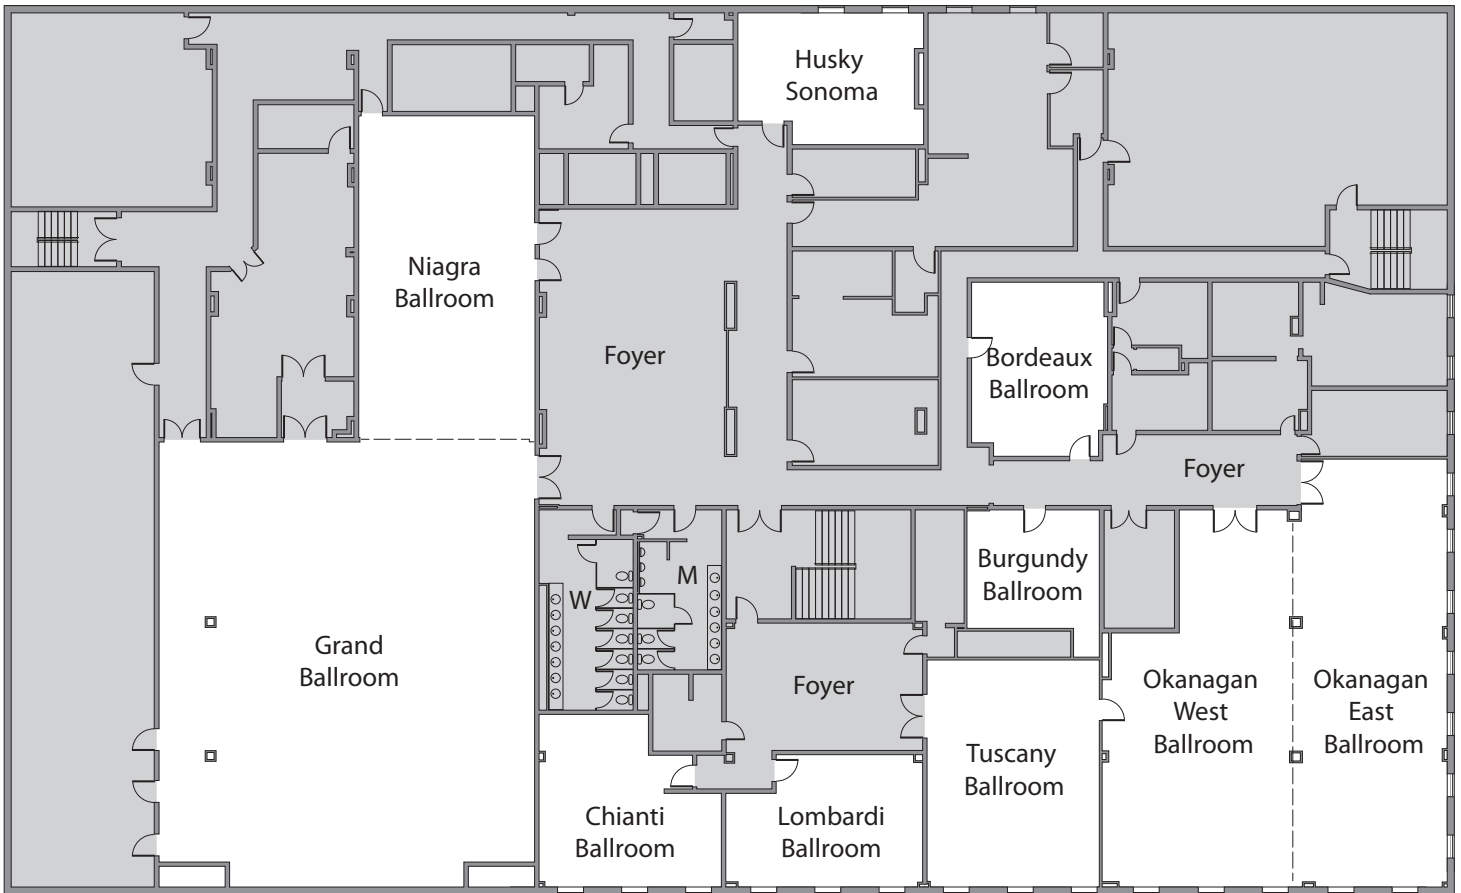 Husky
Sonoma
Niagra
Ballroom
Foyer
Bordeaux
Ballroom
Foyer
W
M
Burgundy
Ballroom
Grand
Ballroom
Foyer
Okanagan
West
Ballroom
Okanagan
East
Ballroom
Tuscany
Ballroom
Chianti
Ballroom
Lombardi
Ballroom